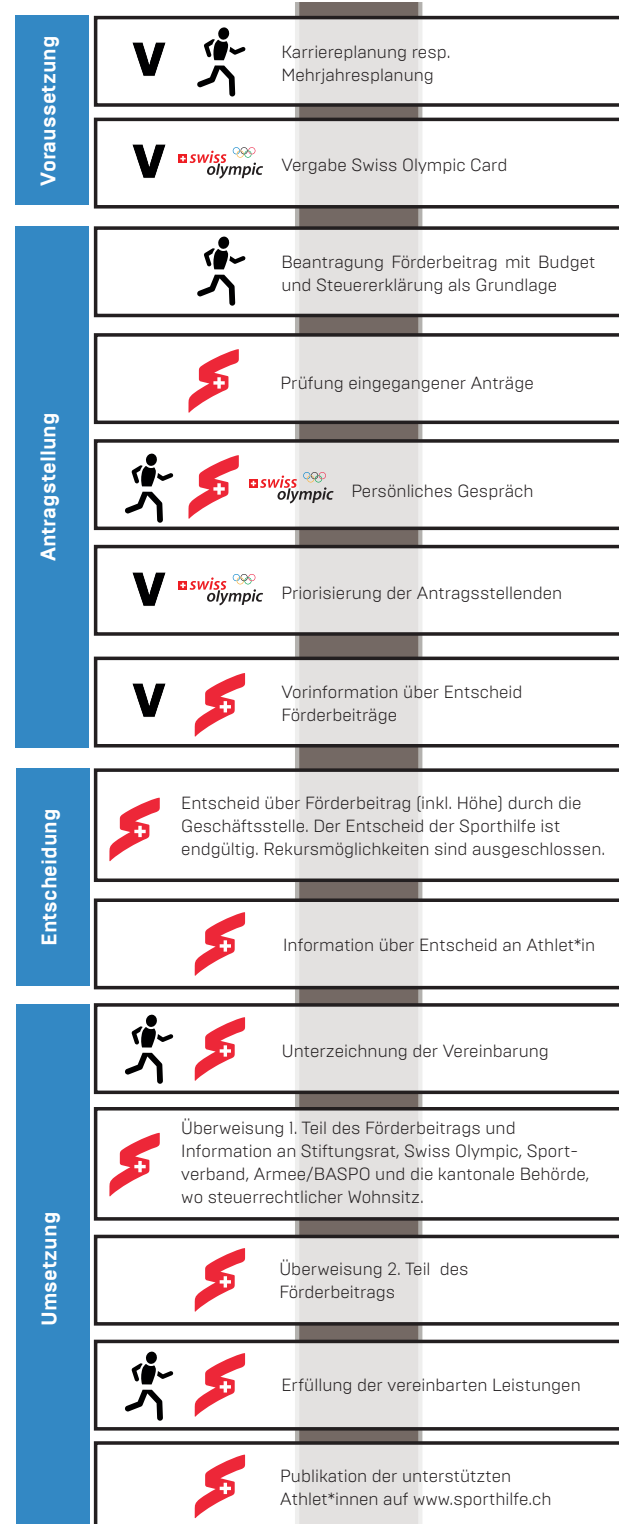 Voraussetzung
V
Karriereplanung resp.
Mehrjahresplanung
V
swiss
olympic
Vergabe Swiss Olympic Card
Antragstellung
Beantragung Förderbeitrag mit Budget
und Steuererklärung als Grundlage
Prüfung eingegangener Anträge
swiss
olympic
Persönliches Gespräch
V
swiss
olympic
Priorisierung der Antragsstellenden
V
Vorinformation über Entscheid
Förderbeiträge
Entscheidung
Entscheid über Förderbeitrag (inkl. Höhe) durch die
Geschäftsstelle. Der Entscheid der Sporthilfe ist
endgültig. Rekursmöglichkeiten sind ausgeschlossen.
Information über Entscheid an Athlet*in
Umsetzung
Unterzeichnung der Vereinbarung
Überweisung 1. Teil des Förderbeitrags und
Information an Stiftungsrat, Swiss Olympic, Sport-
verband, Armee/BASPO und die kantonale Behörde,
wo steuerrechtlicher Wohnsitz.
Überweisung 2. Teil des
Förderbeitrags
Erfüllung der vereinbarten Leistungen
Publikation der unterstützten
Athlet*innen auf www.sporthilfe.ch